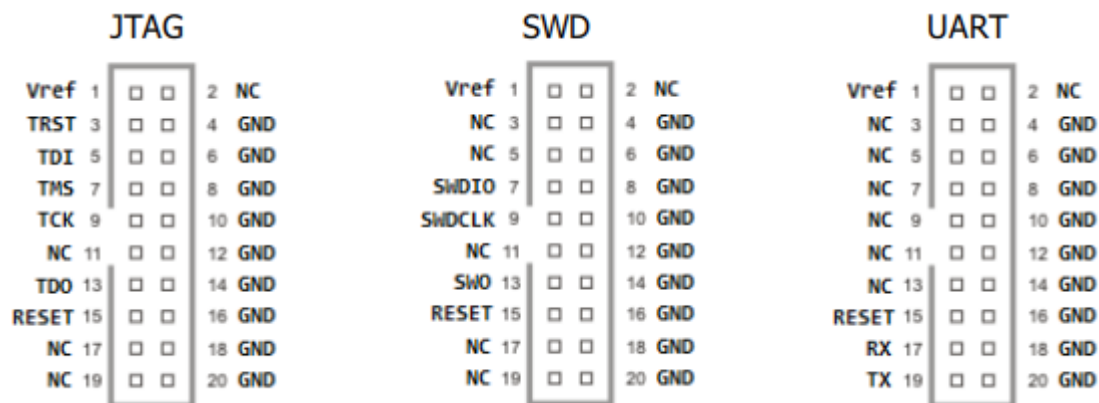 JTAG SWD UART
Vref 1 2 NC Vref 1 2 NC Vref 1 2 NC
TRST 3 4 GND NC 3 4 GND NC 3 4 GND
TDI 5 6 GND NC 5 6 GND NC 5 6 GND
TMS 7 8 GND SWDIO 7 8 GND NC 7 8 GND
TCK 9 10 GND SWDCLK 9 10 GND NC 9 10 GND
NC 11 12 GND NC 11 12 GND NC 11 12 GND
TDO 13 14 GND SWO 13 14 GND NC 13 14 GND
RESET 15 16 GND RESET 15 16 GND RESET 15 16 GND
NC 17 18 GND NC 17 18 GND RX 17 18 GND
NC 19 20 GND NC 19 20 GND TX 19 20 GND